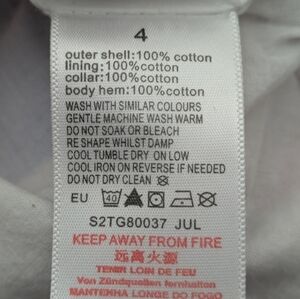 4
outer shell:100% cotton
lining:100%cotton
collar:100%cotton
body hem:100% cotton
WASH WITH SIMILAR COLOURS
GENTLE MACHINE WASH WARM
DO NOT SOAK OR BLEACH
RE SHAPE WHILST DAMP
COOL TUMBLE DRY ON LOW
COOL IRON ON REVERSE IF NEEDED
DO NOT DRY CLEAN
EU 40
S2TG80037 JUL
KEEP AWAY FROM FIRE
远离火源
TENIR LOIN DE FEU
Von Zündquellen fernhalten
MANTENHA LONGE DO FOGO